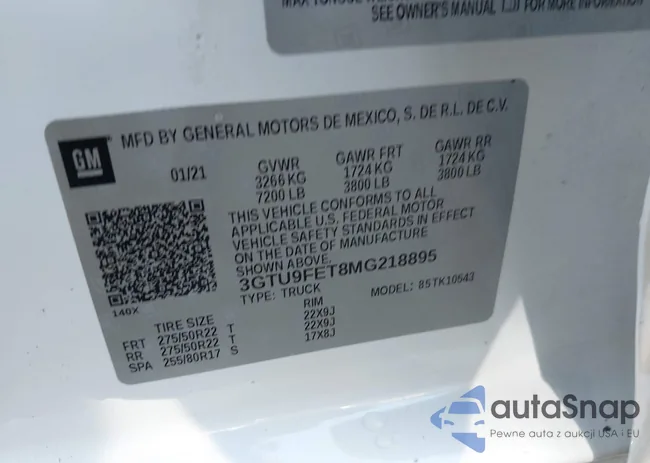 SEE OWNER'S MANUAL
FOR MORE INFORMATION
GM
MFD BY GENERAL MOTORS DE MEXICO, S. DE R.L. DE C.V.
01/21
GVWR
3266 KG
7200 LB
GAWR FRT
1724 KG
3800 LB
GAWR RR
1724 KG
3800 LB
THIS VEHICLE CONFORMS TO ALL
APPLICABLE U.S. FEDERAL MOTOR
VEHICLE SAFETY STANDARDS IN EFFECT
ON THE DATE OF MANUFACTURE
SHOWN ABOVE.
3GTU9FET8MG218895
TYPE: TRUCK
MODEL: 85TK10543
140X
TIRE SIZE
RIM
FRT 275/50R22 T 22X9J
RR 275/50R22 T 22X9J
SPA 255/80R17 S 17X8J
autaSnap
Pewne auta z aukcji USA i EU